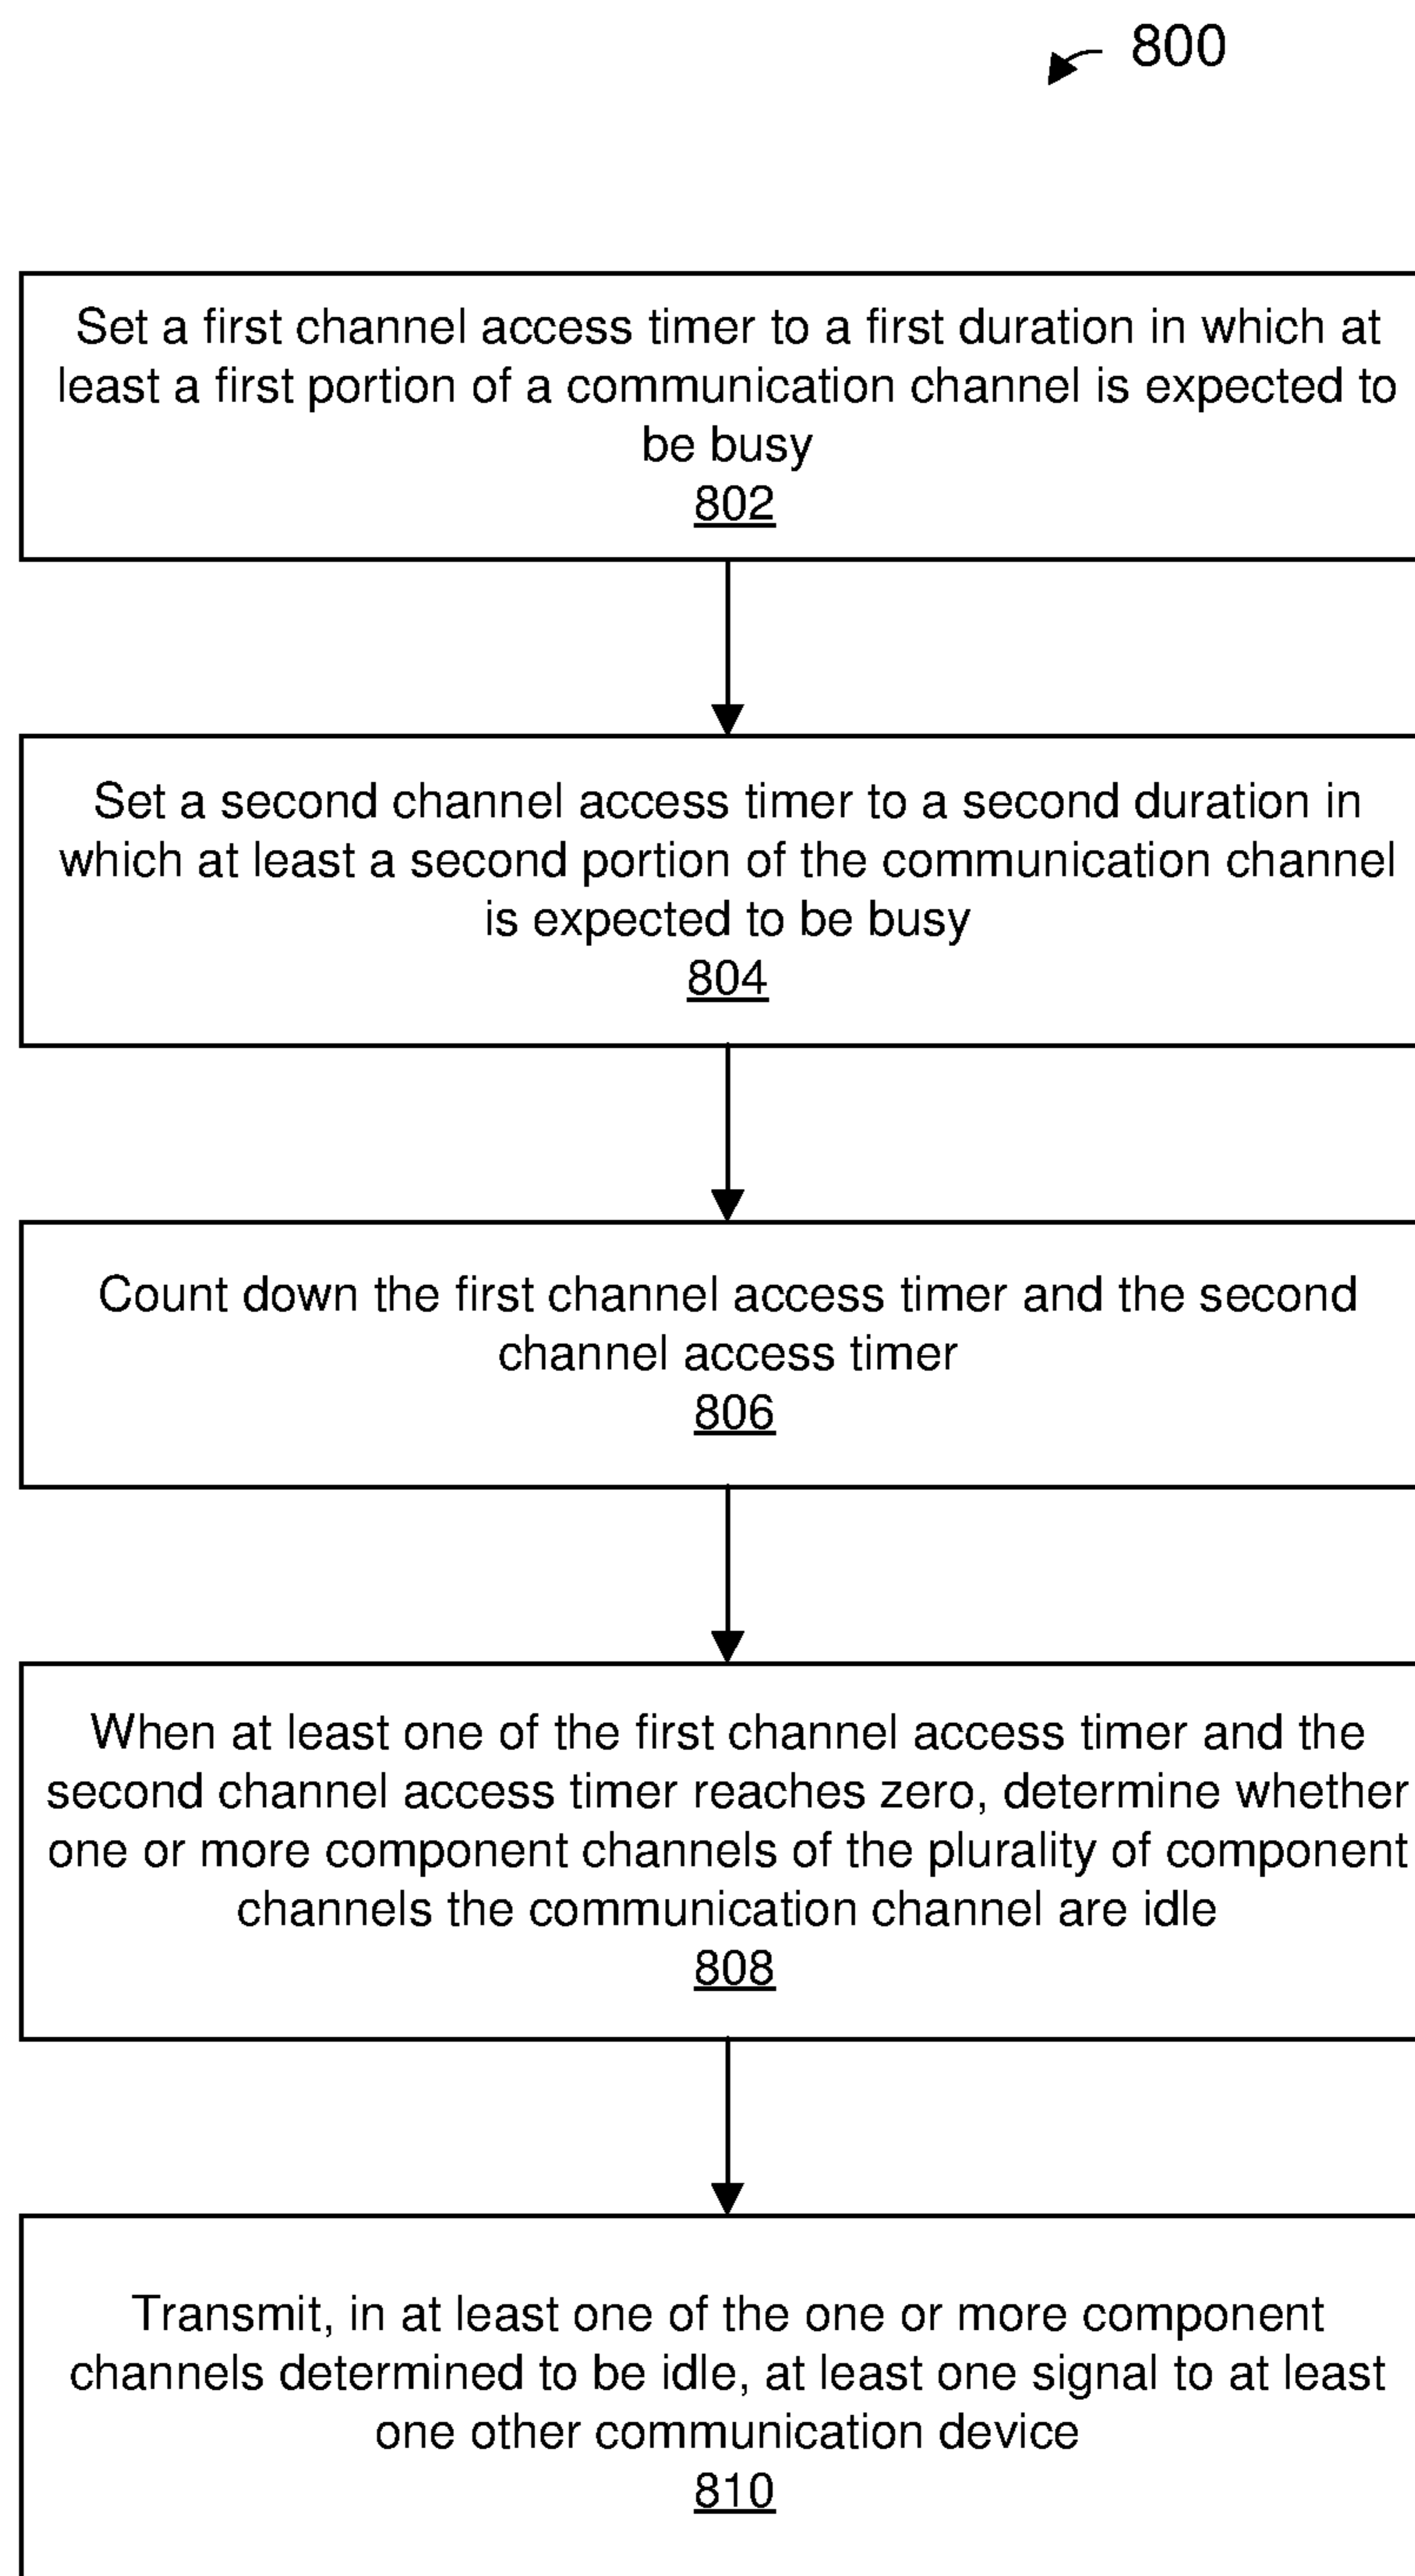 800
Set a first channel access timer to a first duration in which at
least a first portion of a communication channel is expected to
be busy
802
Set a second channel access timer to a second duration in
which at least a second portion of the communication channel
is expected to be busy
804
Count down the first channel access timer and the second
channel access timer
806
When at least one of the first channel access timer and the
second channel access timer reaches zero, determine whether
one or more component channels of the plurality of component
channels the communication channel are idle
808
Transmit, in at least one of the one or more component
channels determined to be idle, at least one signal to at least
one other communication device
810